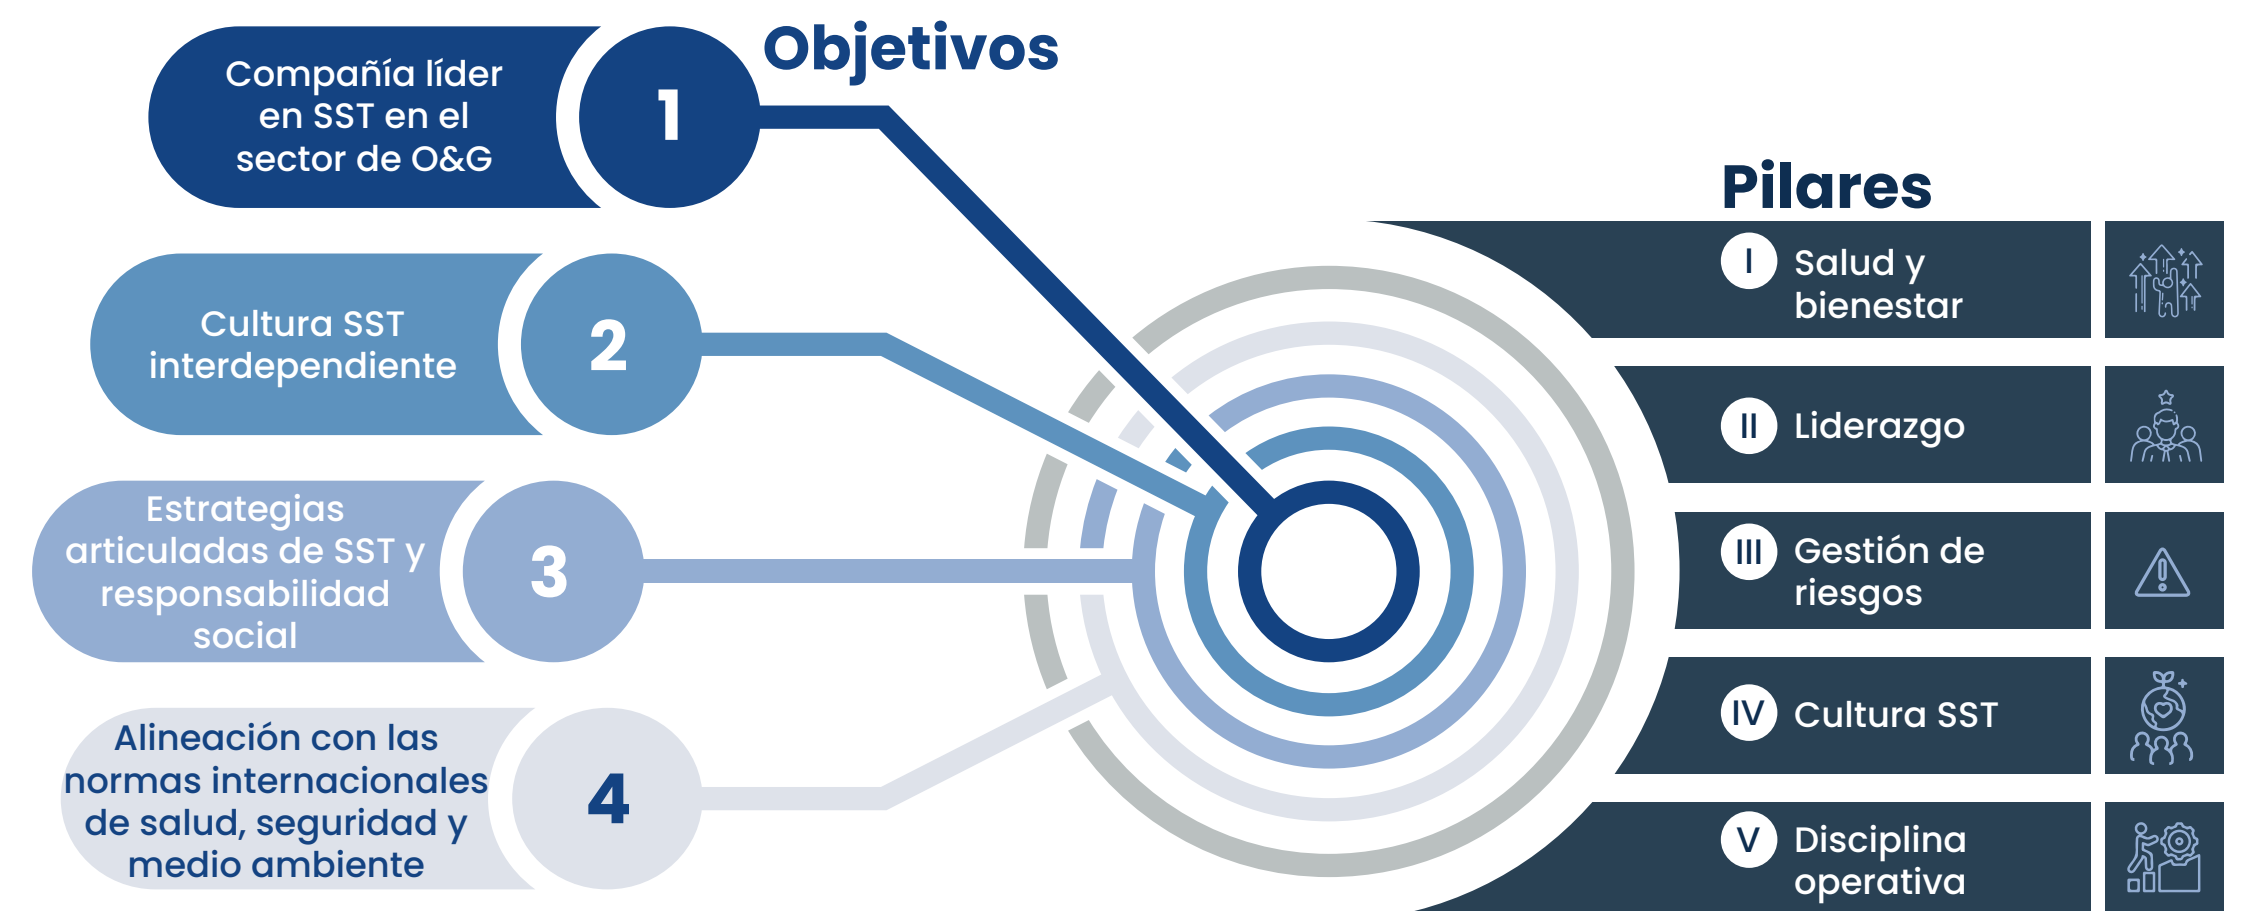 Objetivos
Compañía líder
en SST en el
sector de O&G
1
Cultura SST
interdependiente
2
Estrategias
articuladas de SST y
responsabilidad
social
3
Alineación con las
normas internacionales
de salud, seguridad y
medio ambiente
4
Pilares
I
Salud y
bienestar
II
Liderazgo
III
Gestión de
riesgos
IV
Cultura SST
V
Disciplina
operativa